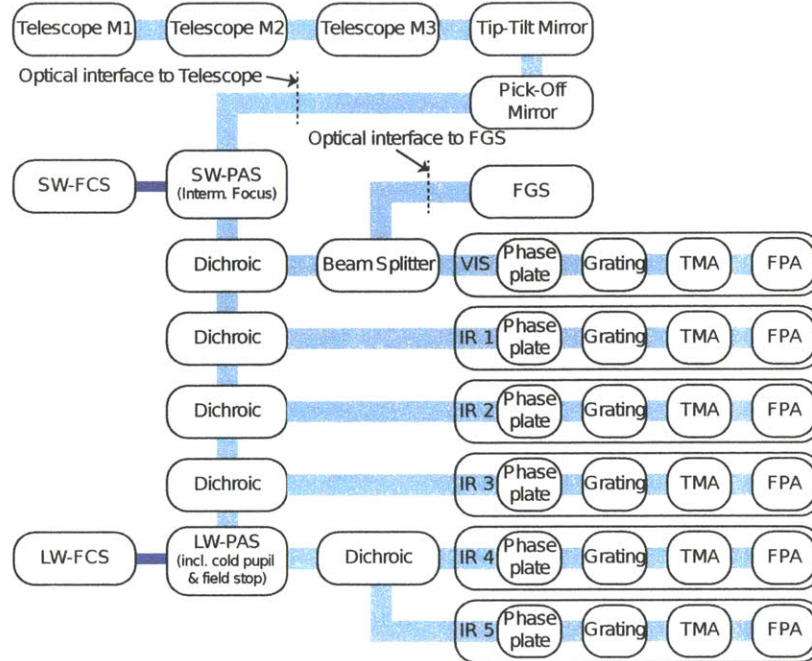 Telescope M1
Telescope M2
Telescope M3
Tip-Tilt Mirror
Optical interface to Telescope
Pick-Off
Mirror
Optical interface to FGS
SW-FCS
SW-PAS
(Interm. Focus)
FGS
Dichroic
Beam Splitter
VIS
Phase
plate
Grating
TMA
FPA
Dichroic
IR 1
Phase
plate
Grating
TMA
FPA
Dichroic
IR 2
Phase
plate
Grating
TMA
FPA
Dichroic
IR 3
Phase
plate
Grating
TMA
FPA
LW-FCS
LW-PAS
(incl. cold pupil
& field stop)
Dichroic
IR 4
Phase
plate
Grating
TMA
FPA
IR 5
Phase
plate
Grating
TMA
FPA